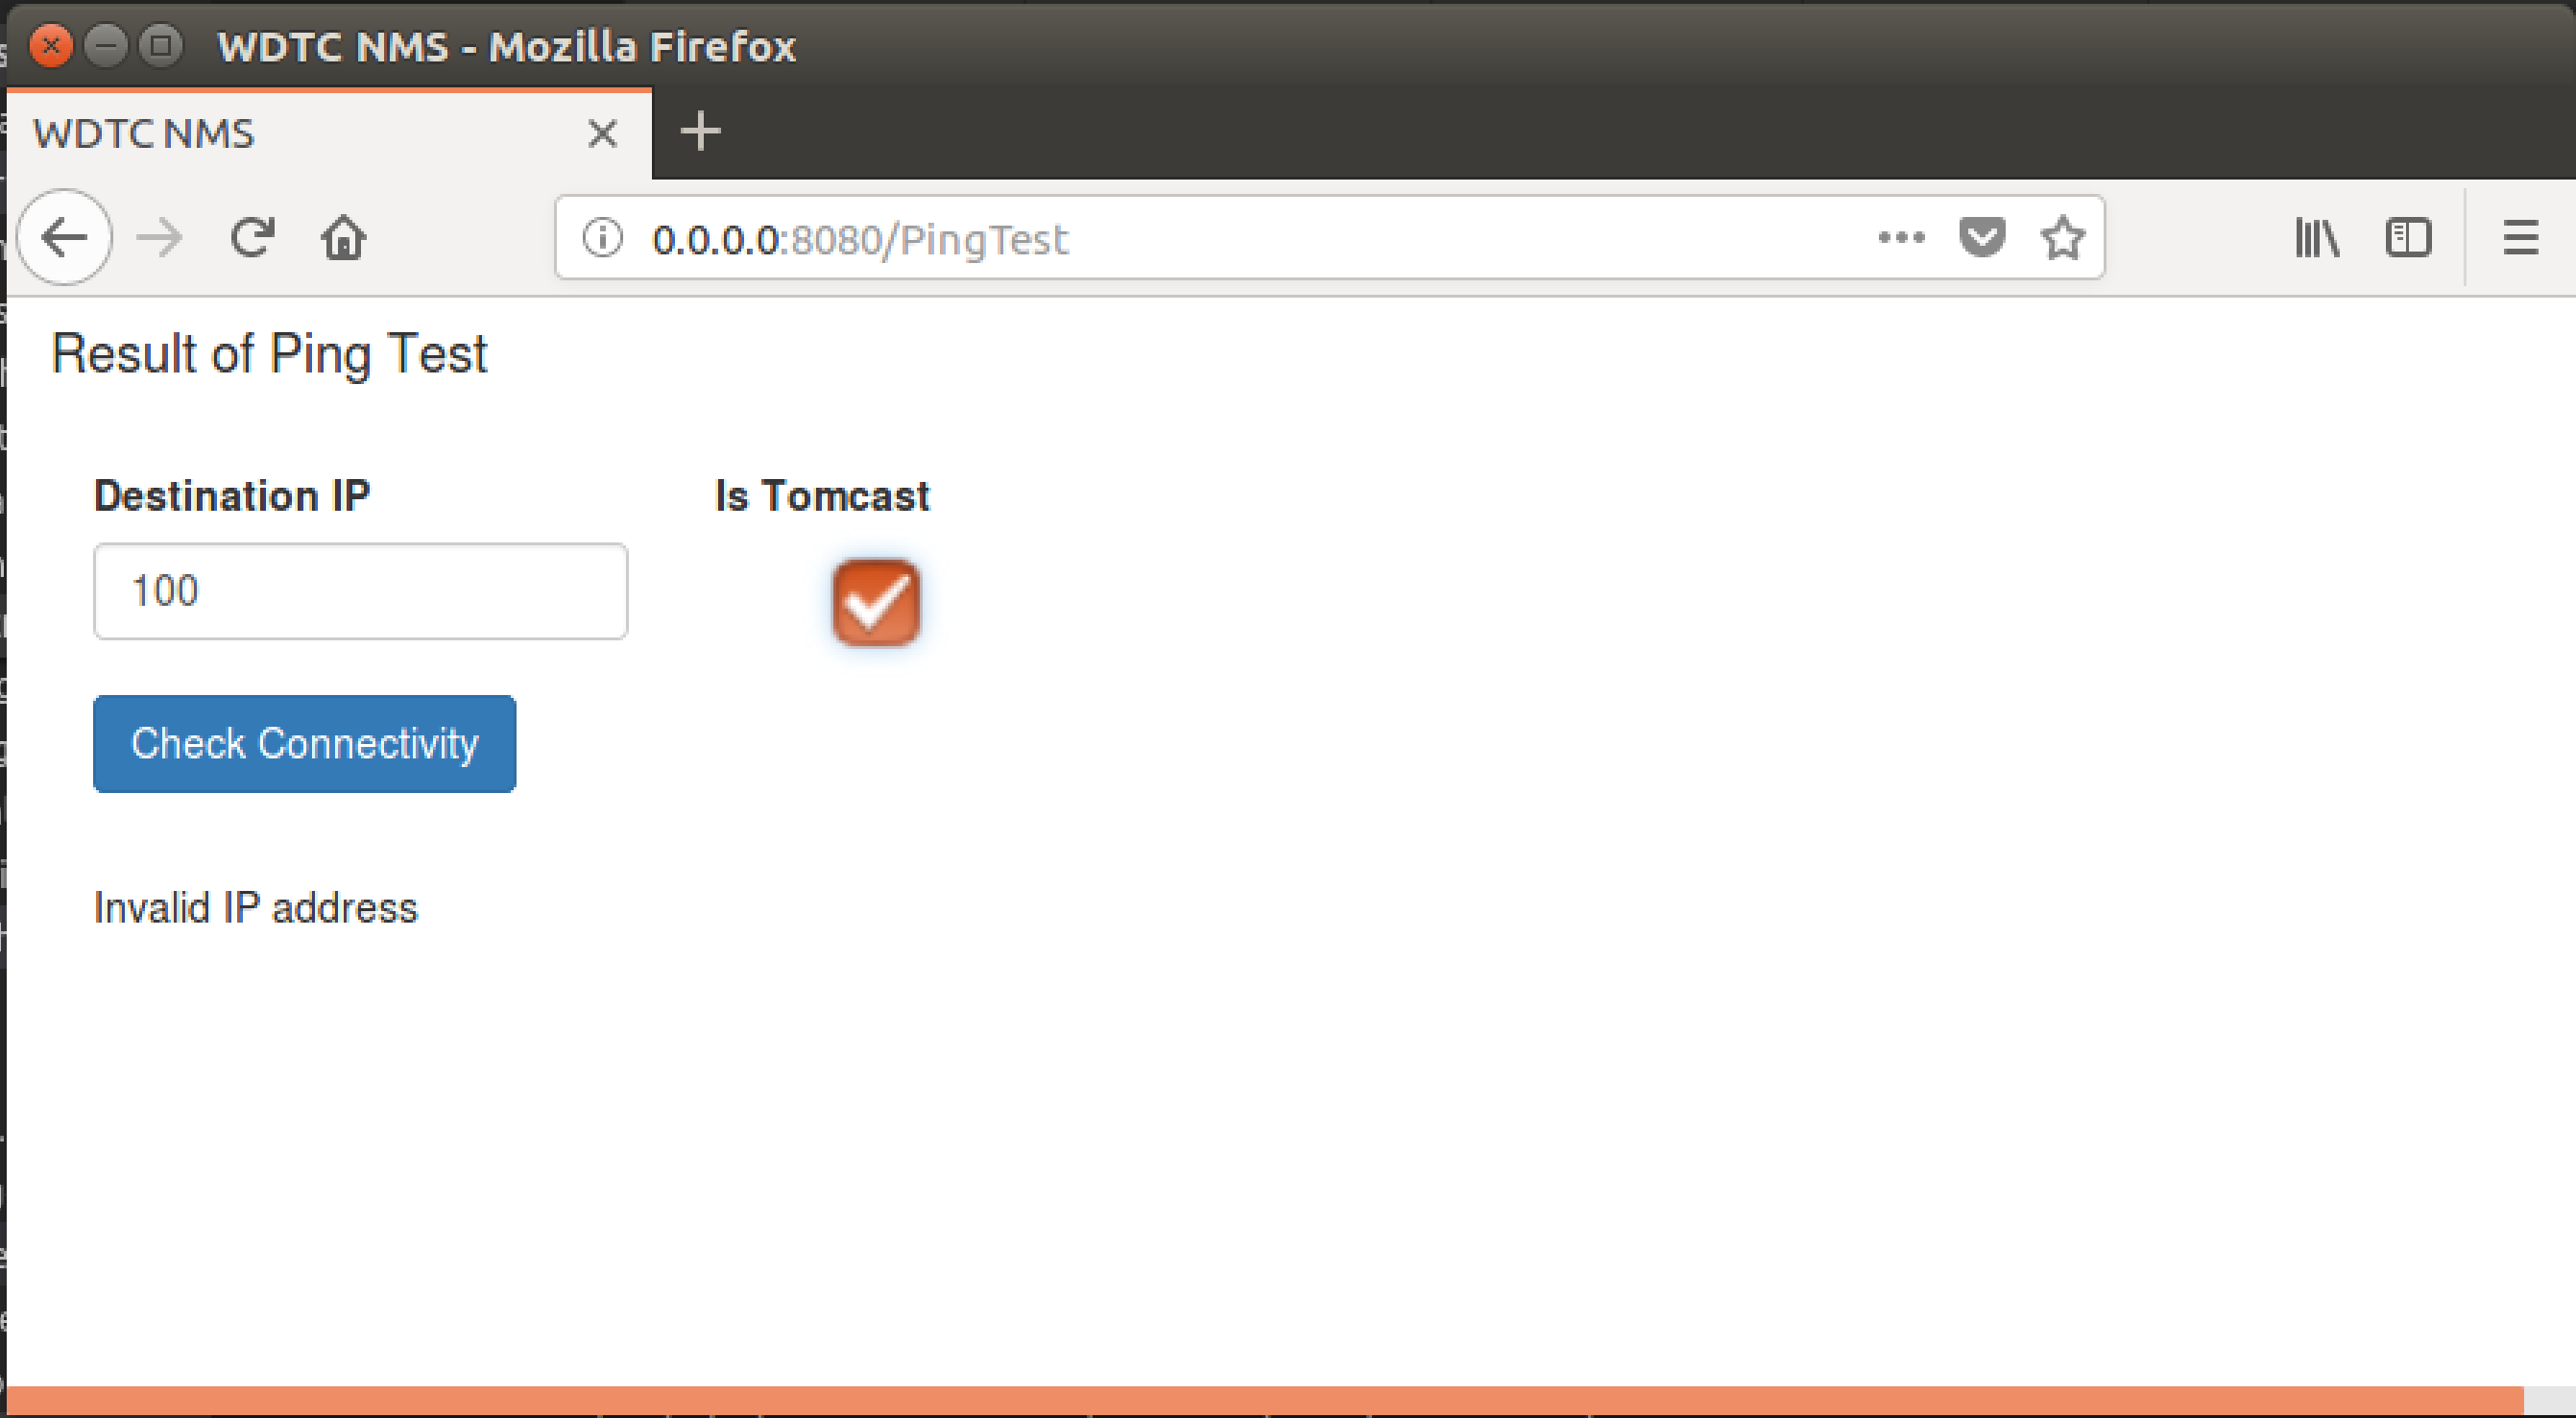 WDTC NMS - Mozilla Firefox
WDTC NMS
0.0.0.0:8080/PingTest
Result of Ping Test
Destination IP Is Tomcast
100
Check Connectivity
Invalid IP address